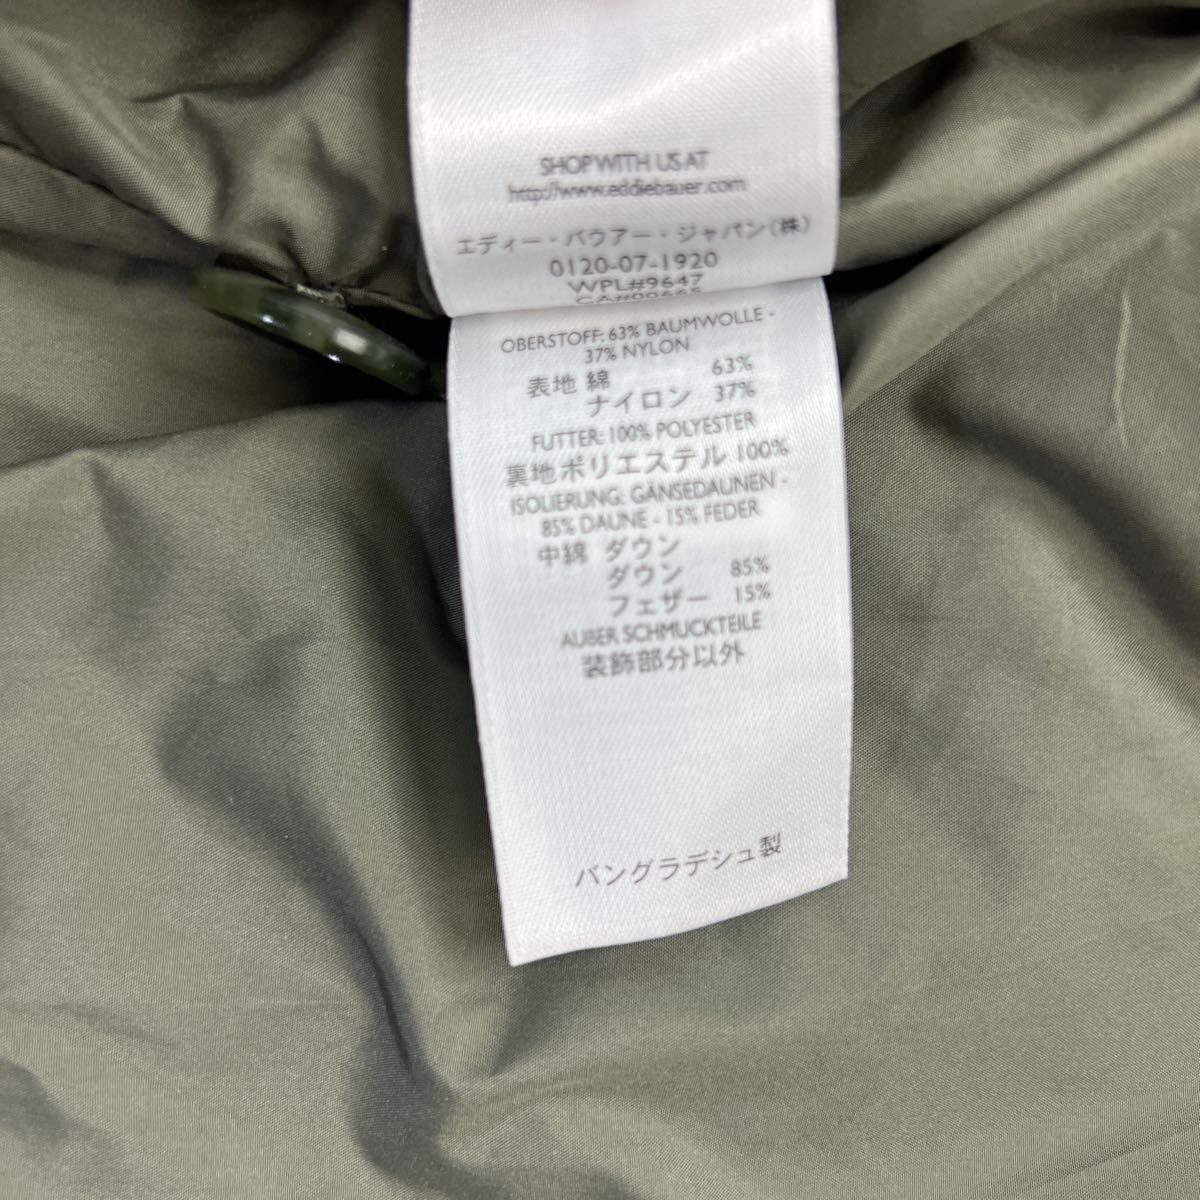 SHOP WITH US AT
http://www.eddiebauer.com
エディー・バウアー・ジャパン(株)
0120-07-1920
WPL#9647
OBERSTOFF: 63% BAUMWOLLE -
37% NYLON
表地 綿 63%
ナイロン 37%
FUTTER: 100% POLYESTER
裏地ポリエステル 100%
ISOLIERUNG: GÄNSEDAUNEN -
85% DAUNE - 15% FEDER
中綿 ダウン
ダウン 85%
フェザー 15%
AUßER SCHMUCKTEILE
装飾部分以外
バングラデシュ製